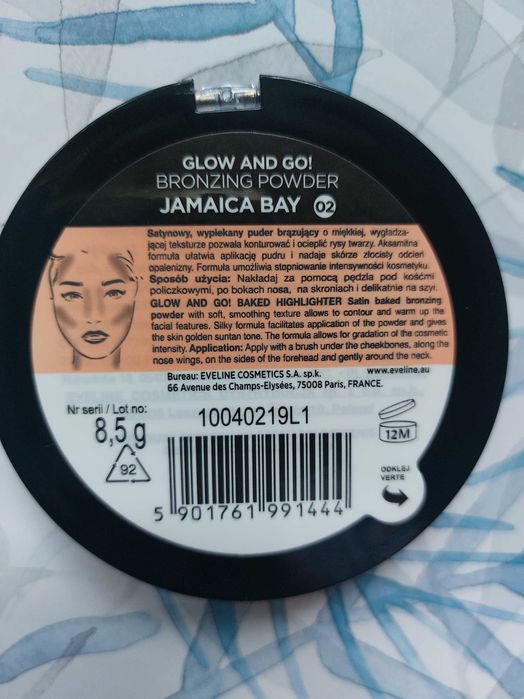 GLOW AND GO!
BRONZING POWDER
JAMAICA BAY 02
Satynowy, wypiekany puder brązujący o miękkiej, wygładza-
jącej teksturze pozwala konturować i ocieplić rysy twarzy. Aksamitna
formuła ułatwia aplikację pudru i nadaje skórze złocisty odcień
opalenizny. Formuła umożliwia stopniowanie intensywności kosmetyku.
Sposób użycia: Nakładaj za pomocą pędzla pod kośćmi
policzkowymi, po bokach nosa, na skroniach i delikatnie na szyi.
GLOW AND GO! BAKED HIGHLIGHTER Satin baked bronzing
powder with soft, smoothing texture allows to contour and warm up the
facial features. Silky formula facilitates application of the powder and gives
the skin golden suntan tone. The formula allows for gradation of the cosmetic
intensity. Application: Apply with a brush under the cheekbones, along the
nose wings, on the sides of the forehead and gently around the neck.
Bureau: EVELINE COSMETICS S.A. sp.k.
66 Avenue des Champs-Elysées, 75008 Paris, FRANCE.
www.eveline.au
Nr serii / Lot no:
8,5 g
10040219L1
12M
92
ODKLEJ
VERTE
5 901761 991444